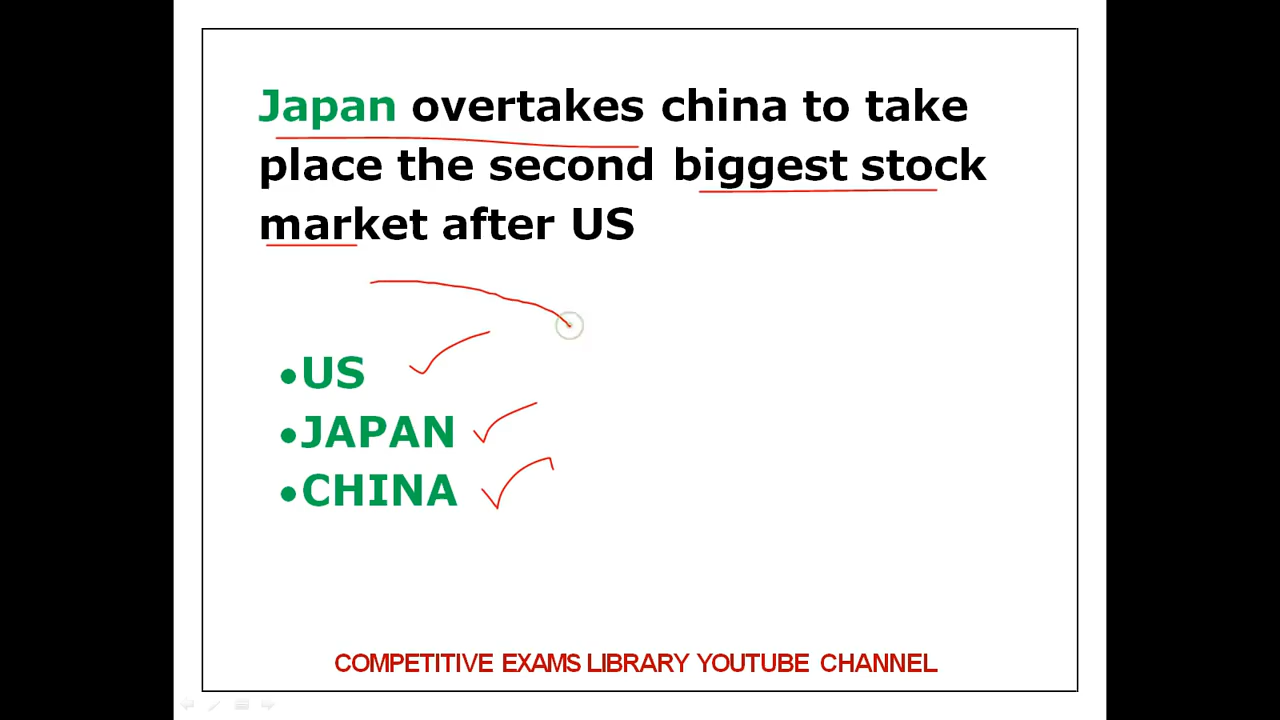 Japan overtakes china to take
place the second biggest stock
market after US
•US
•JAPAN
•CHINA
COMPETITIVE EXAMS LIBRARY YOUTUBE CHANNEL